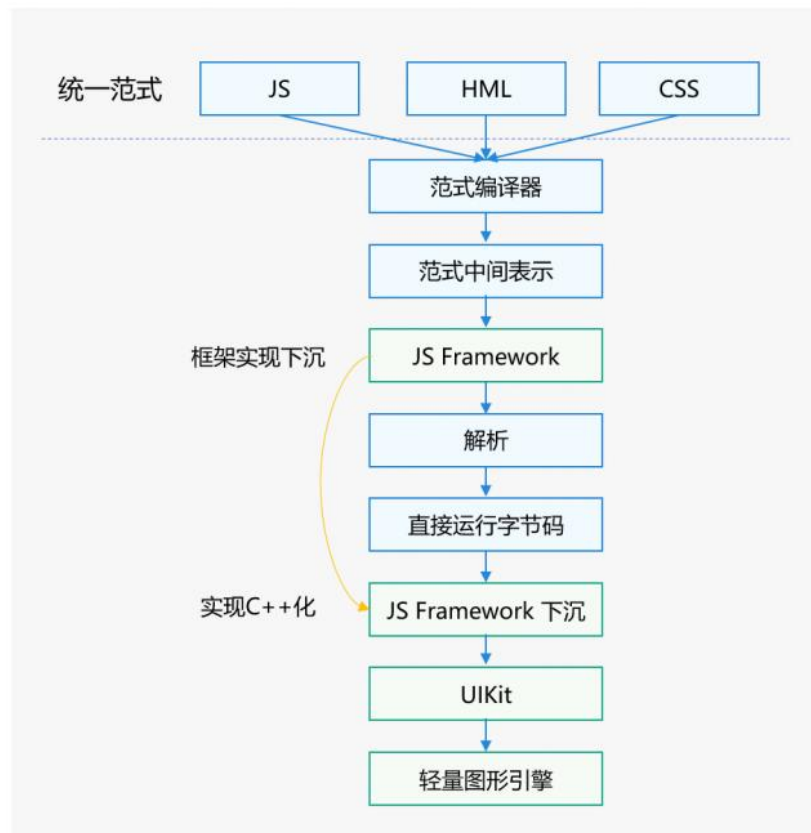 统一范式 JS HML CSS
范式编译器
范式中间表示
框架实现下沉 JS Framework
解析
直接运行字节码
实现C++化 JS Framework 下沉
UIKit
轻量图形引擎